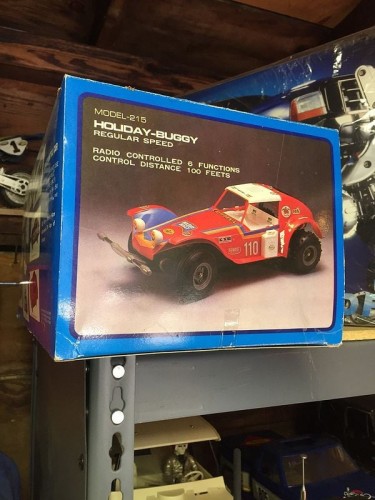 MODEL-215
HOLIDAY-BUGGY
REGULAR SPEED
RADIO CONTROLLED 6 FUNCTIONS
CONTROL DISTANCE 100 FEETS
110